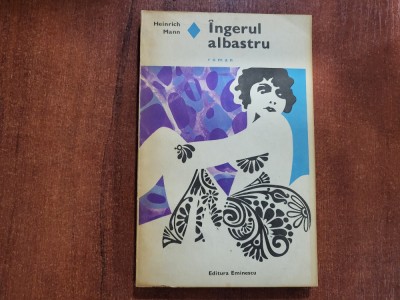 Heinrich
Mann
Îngerul
albastru
roman
Editura Eminescu